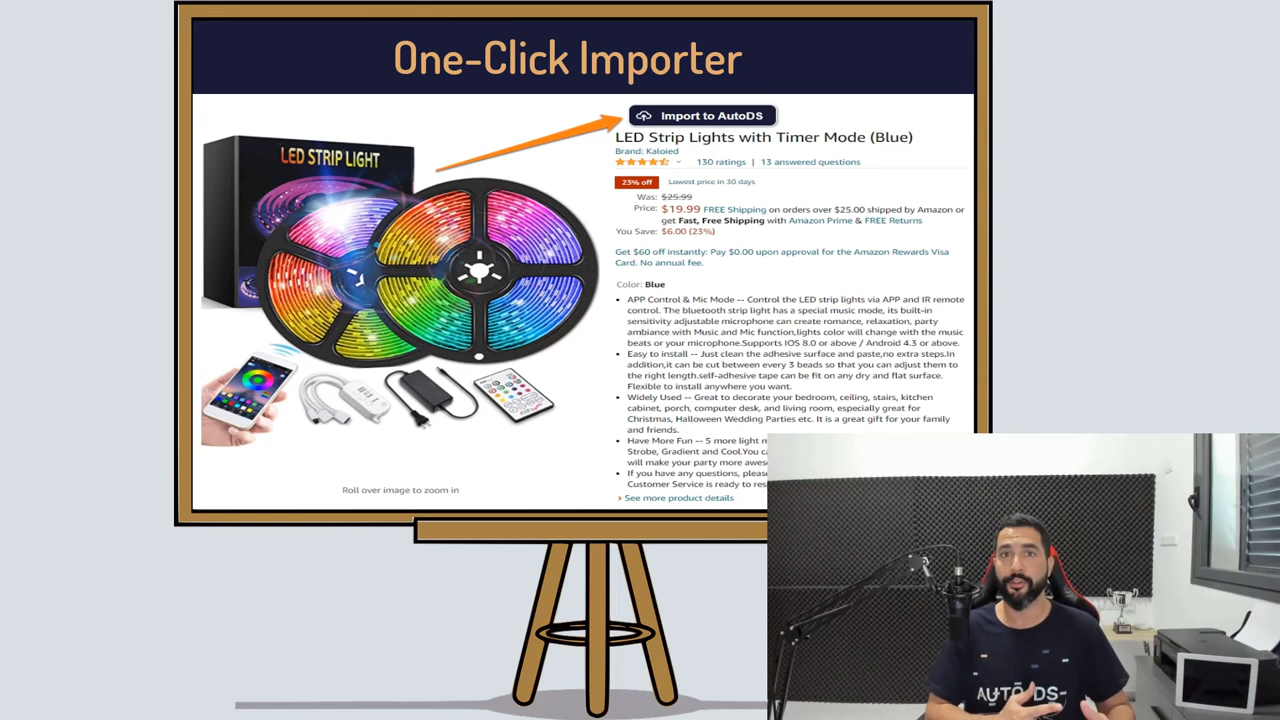 One-Click Importer
Import to AutoDS
LED STRIP LIGHT
LED Strip Lights with Timer Mode (Blue)
Brand: Kaloied
130 ratings | 13 answered questions
23% off Lowest price in 30 days
Was: $25.99
Price: $19.99 FREE Shipping on orders over $25.00 shipped by Amazon or
get Fast, Free Shipping with Amazon Prime & FREE Returns
You Save: $6.00 (23%)
Get $60 off instantly: Pay $0.00 upon approval for the Amazon Rewards Visa
Card. No annual fee.
Color: Blue
• APP Control & Mic Mode -- Control the LED strip lights via APP and IR remote
control. The bluetooth strip light has a special music mode, its built-in
sensitivity adjustable microphone can create romance, relaxation, party
ambiance with Music and Mic function,lights color will change with the music
beats or your microphone.Supports IOS 8.0 or above / Android 4.3 or above.
• Easy to install -- Just clean the adhesive surface and paste,no extra steps.In
addition,it can be cut between every 3 beads so that you can adjust them to
the right length.self-adhesive tape can be fit on any dry and flat surface.
Flexible to install anywhere you want.
• Widely Used -- Great to decorate your bedroom, ceiling, stairs, kitchen
cabinet, porch, computer desk, and living room, especially great for
Christmas, Halloween Wedding Parties etc. It is a great gift for your family
and friends.
• Have More Fun -- 5 more light
Strobe, Gradient and Cool.You
will make your party more
• If you have any questions,
Customer Service is ready to
See more product details
Roll over image to zoom in
AUTODS